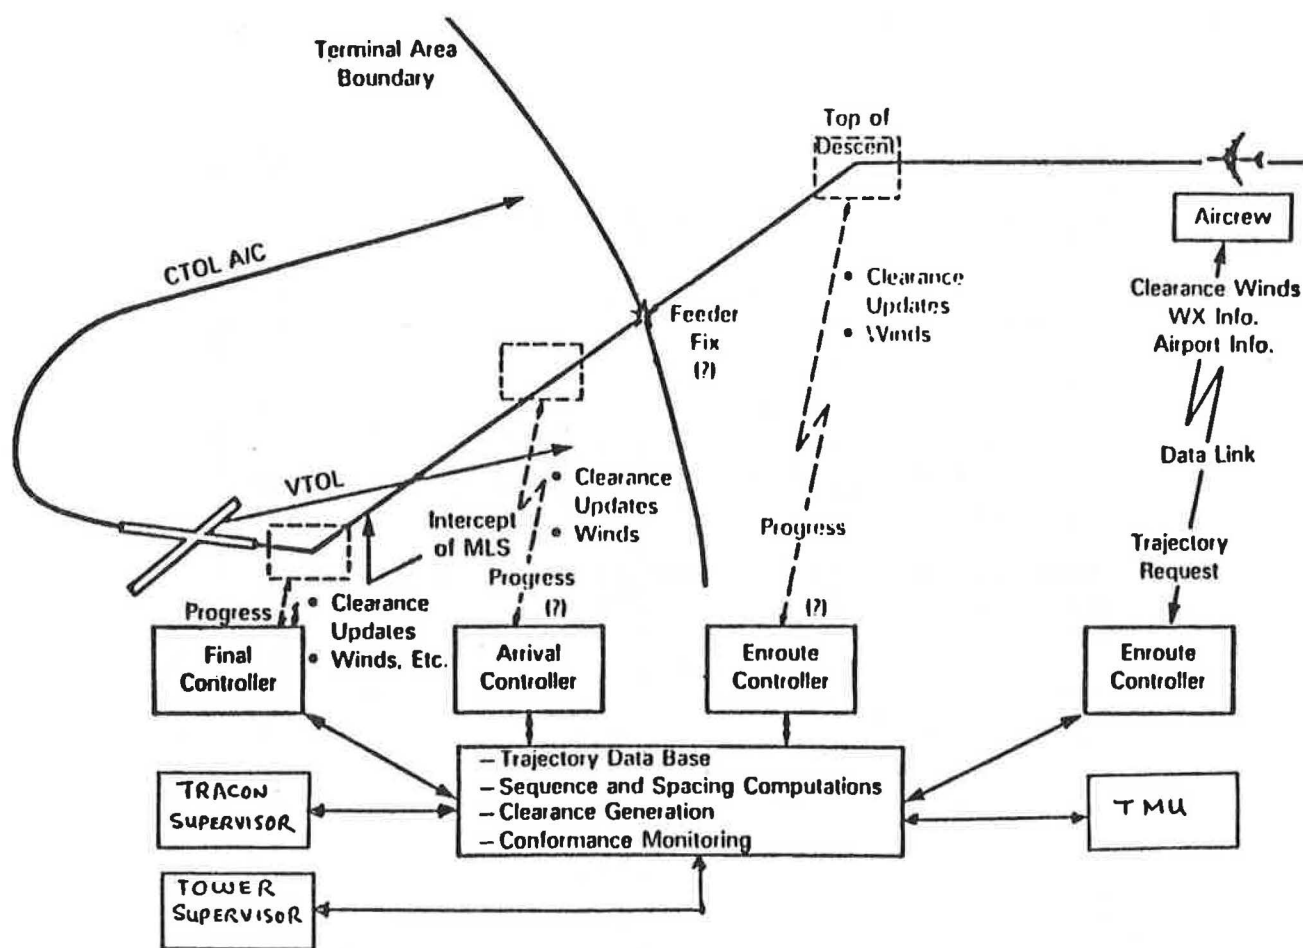 Terminal Area
Boundary
Top of
Descent
Aircrew
CTOL A/C
• Clearance
Updates
• Winds
Clearance Winds
WX Info.
Airport Info.
Feeder
Fix
(?)
Data Link
VTOL
• Clearance
Updates
• Winds
Intercept
of MLS
Progress
(?)
Progress
(?)
Trajectory
Request
Progress
• Clearance
Updates
• Winds, Etc.
Final
Controller
Arrival
Controller
Enroute
Controller
Enroute
Controller
– Trajectory Data Base
– Sequence and Spacing Computations
– Clearance Generation
– Conformance Monitoring
TRACON
SUPERVISOR
TMU
TOWER
SUPERVISOR